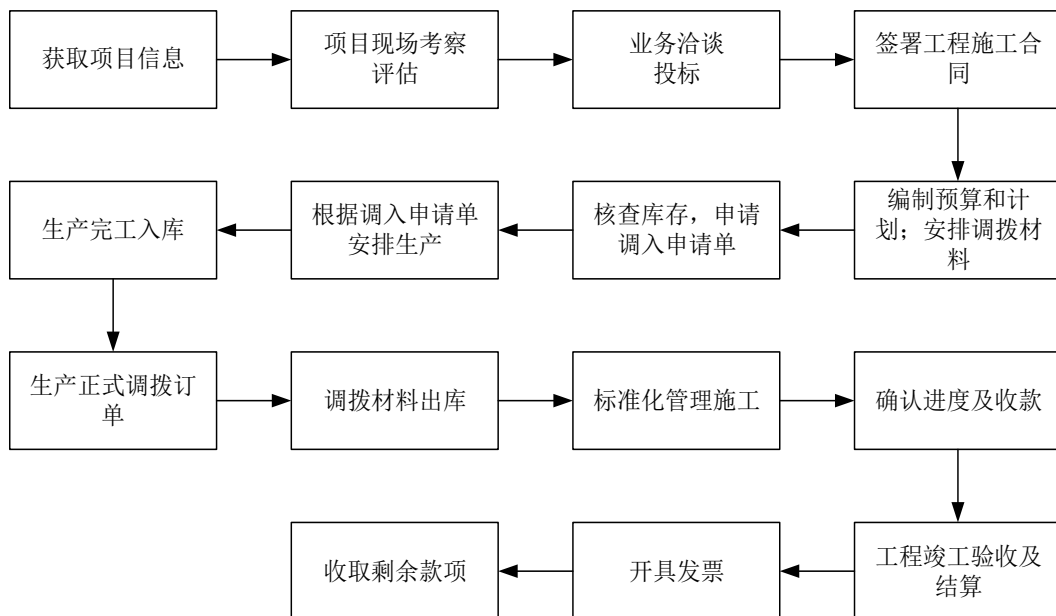 获取项目信息
项目现场考察
评估
业务洽谈
投标
签署工程施工合
同
编制预算和计
划；安排调拨材
料
核查库存，申请
调入申请单
根据调入申请单
安排生产
生产完工入库
生产正式调拨订
单
调拨材料出库
标准化管理施工
确认进度及收款
工程竣工验收及
结算
开具发票
收取剩余款项